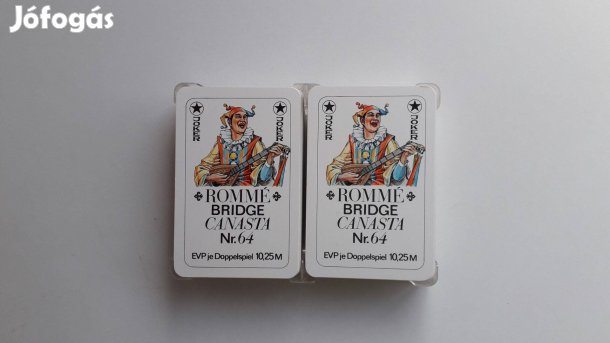 Jófogás
JOKER
JOKER
ROMMÉ
BRIDGE
CANASTA
Nr. 64
EVP je Doppelspiel 10,25 M
JOKER
JOKER
ROMMÉ
BRIDGE
CANASTA
Nr. 64
EVP je Doppelspiel 10,25 M